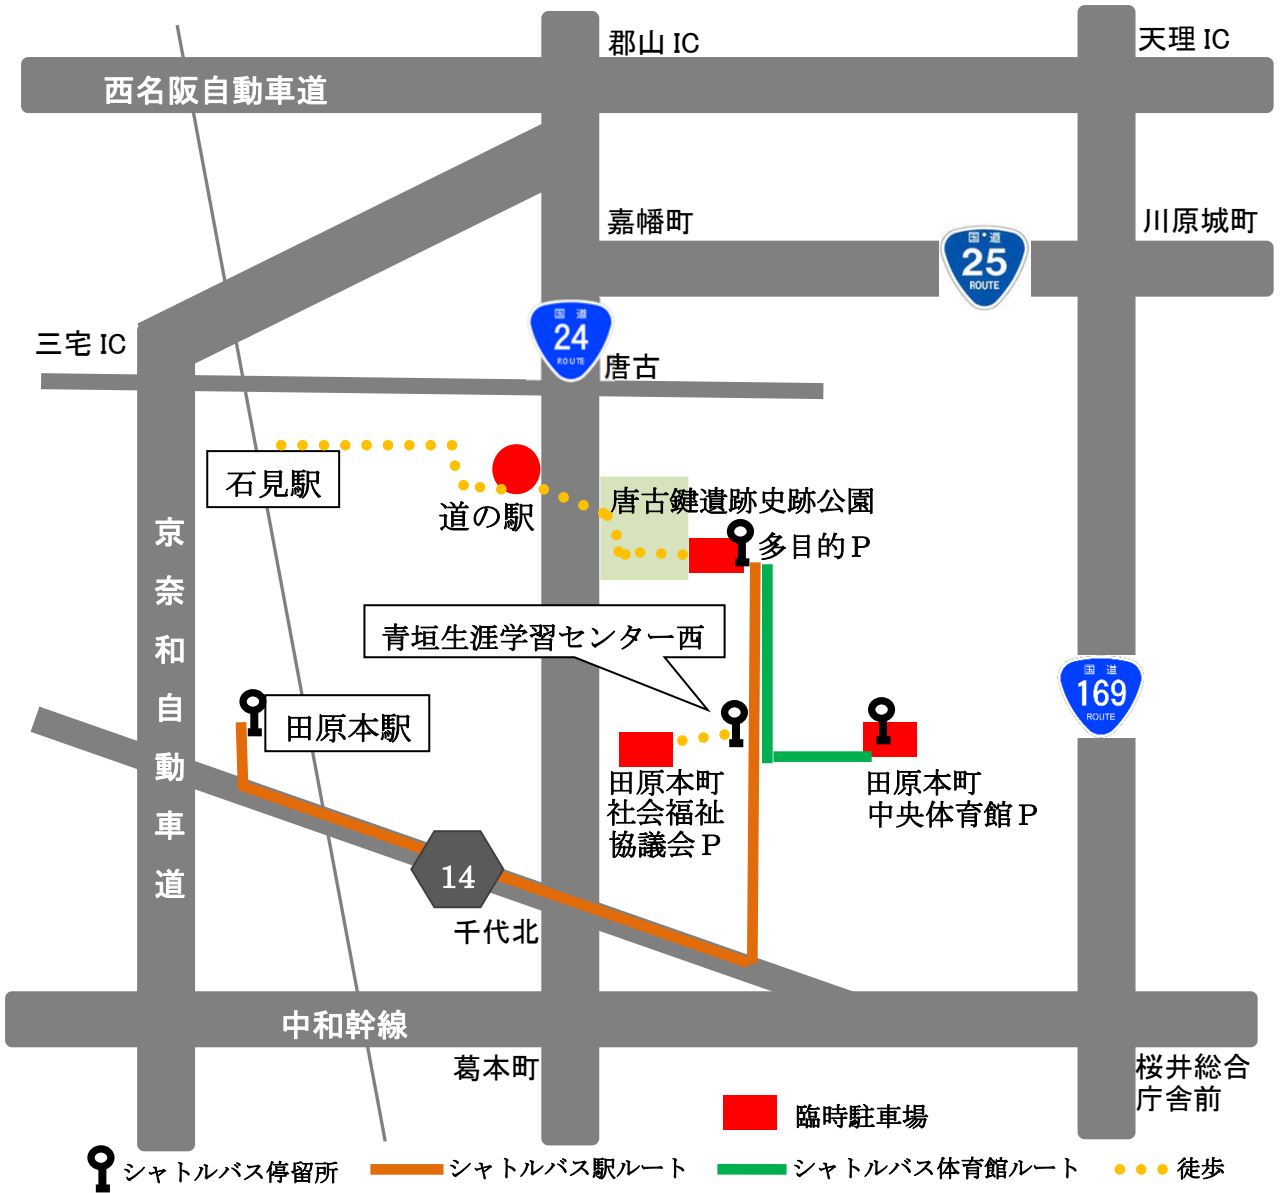 郡山 IC
天理 IC
西名阪自動車道
嘉幡町
川原城町
国・道
25
ROUTE
国 道
24
ROUTE
三宅 IC
唐古
石見駅
道の駅
唐古鍵遺跡史跡公園
多目的P
京奈和自動車道
青垣生涯学習センター西
国 道
169
ROUTE
田原本駅
田原本町
社会福祉
協議会P
田原本町
中央体育館P
14
千代北
中和幹線
葛本町
桜井総合
庁舎前
臨時駐車場
シャトルバス停留所
シャトルバス駅ルート
シャトルバス体育館ルート
徒歩